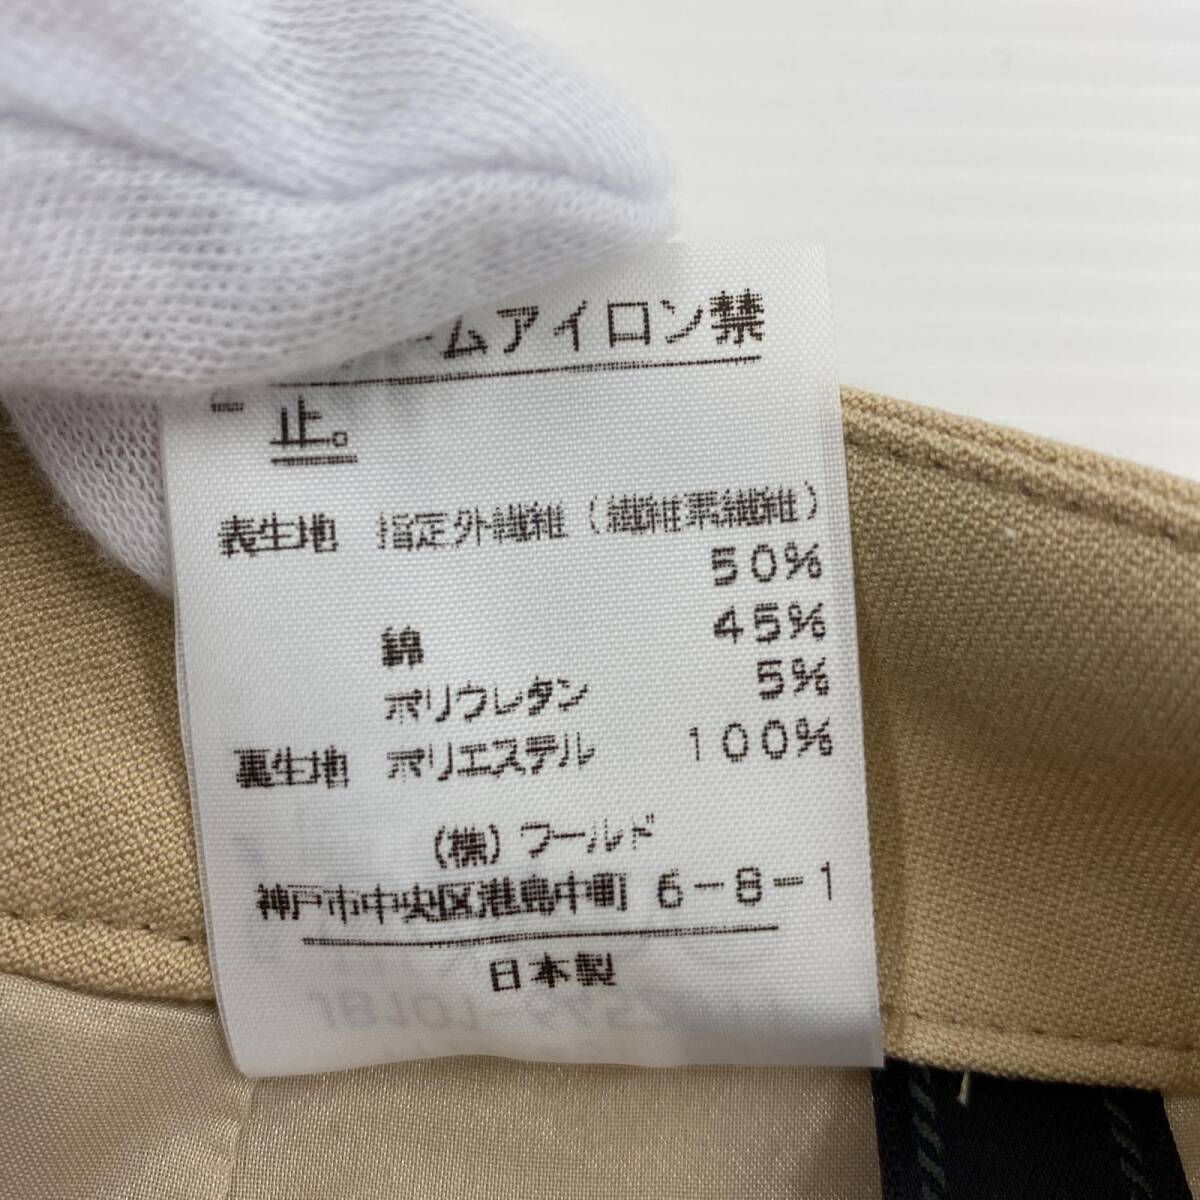 ームアイロン禁
止。
表生地 指定外繊維(繊維素繊維)
50%
綿 45%
ポリウレタン 5%
裏生地 ポリエステル 100%
(株)ワールド
神戸市中央区港島中町 6-8-1
日本製